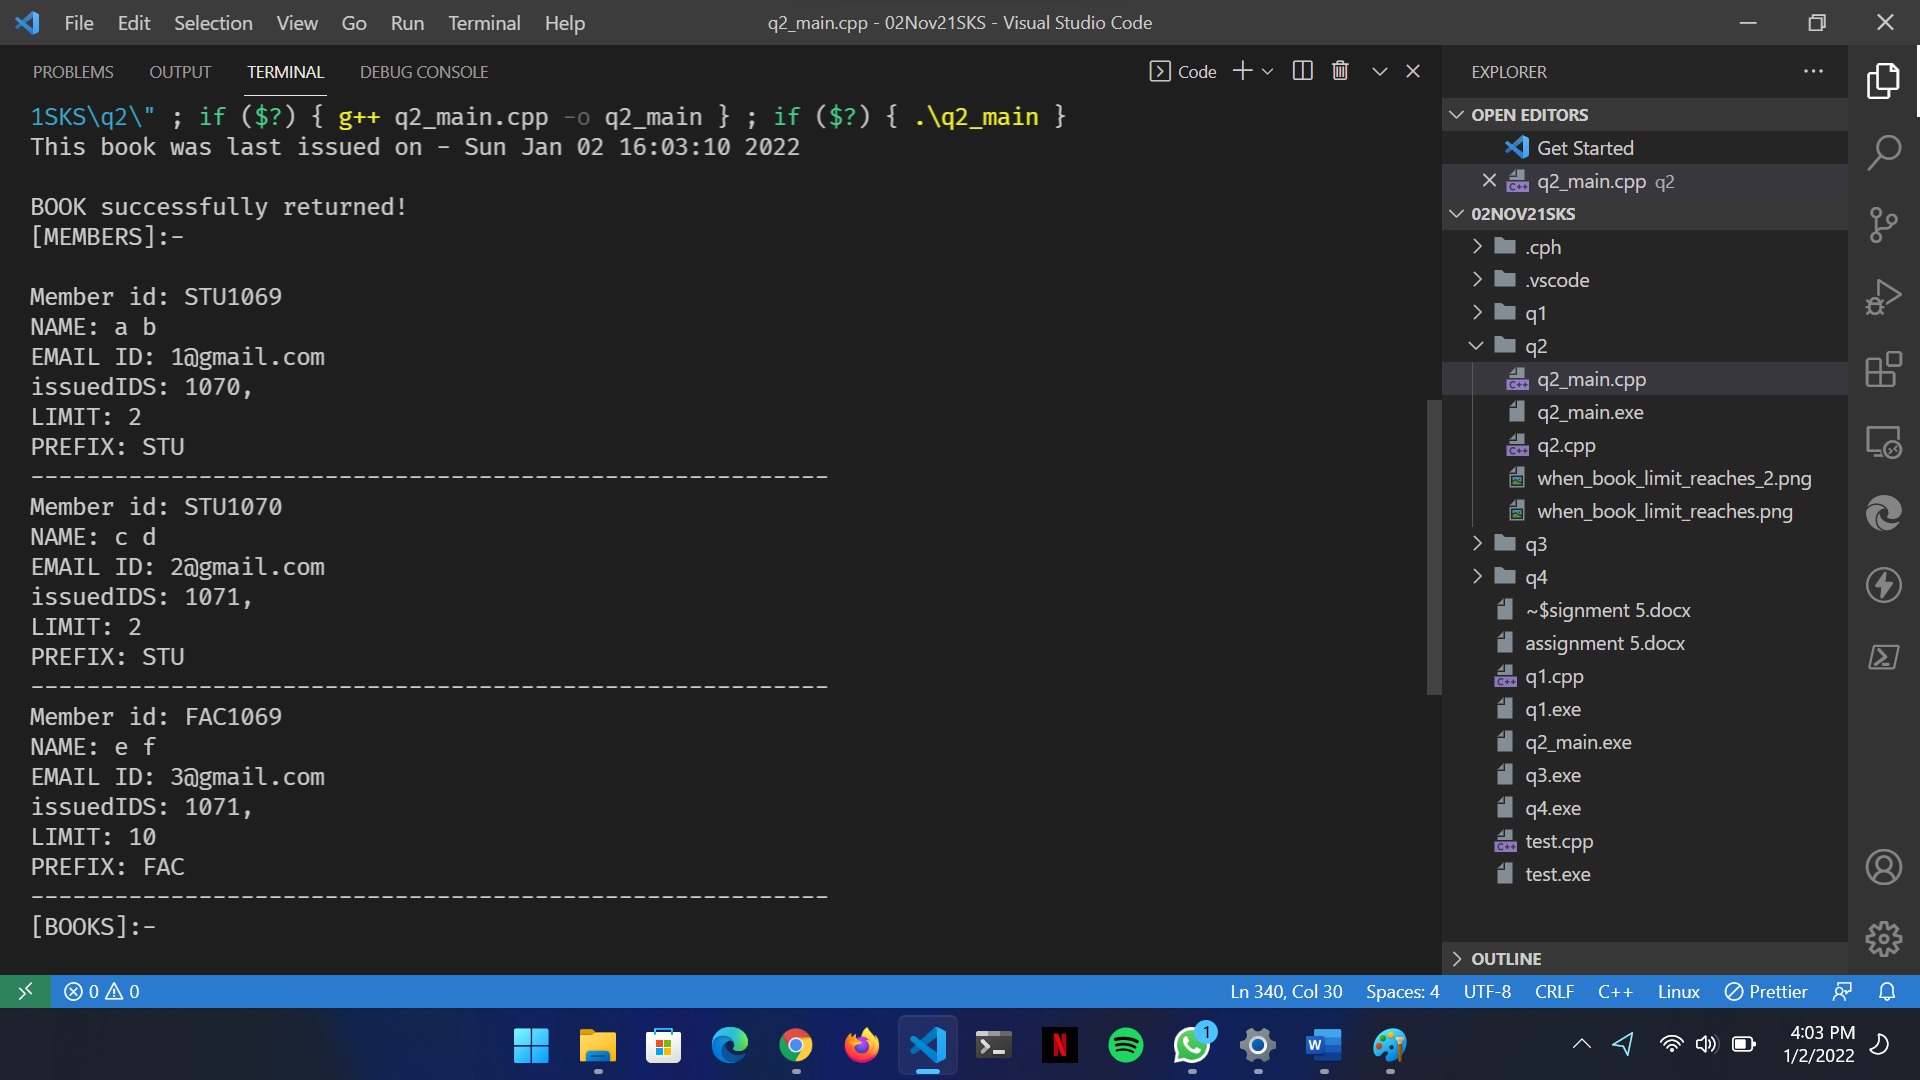 File Edit Selection View Go Run Terminal Help
q2_main.cpp - 02Nov21SKS - Visual Studio Code
PROBLEMS OUTPUT TERMINAL DEBUG CONSOLE
Code
1SKS\q2\" ; if ($?) { g++ q2_main.cpp -o q2_main } ; if ($?) { .\q2_main }
This book was last issued on - Sun Jan 02 16:03:10 2022
BOOK successfully returned!
[MEMBERS]:-
Member id: STU1069
NAME: a b
EMAIL ID: 1@gmail.com
issuedIDS: 1070,
LIMIT: 2
PREFIX: STU
---------------------------------------------------------
Member id: STU1070
NAME: c d
EMAIL ID: 2@gmail.com
issuedIDS: 1071,
LIMIT: 2
PREFIX: STU
---------------------------------------------------------
Member id: FAC1069
NAME: e f
EMAIL ID: 3@gmail.com
issuedIDS: 1071,
LIMIT: 10
PREFIX: FAC
---------------------------------------------------------
[BOOKS]:-
EXPLORER
OPEN EDITORS
Get Started
q2_main.cpp q2
02NOV21SKS
.cph
.vscode
q1
q2
q2_main.cpp
q2_main.exe
q2.cpp
when_book_limit_reaches_2.png
when_book_limit_reaches.png
q3
q4
~$signment 5.docx
assignment 5.docx
q1.cpp
q1.exe
q2_main.exe
q3.exe
q4.exe
test.cpp
test.exe
OUTLINE
0 0
Ln 340, Col 30 Spaces: 4 UTF-8 CRLF C++ Linux Prettier
1
4:03 PM
1/2/2022